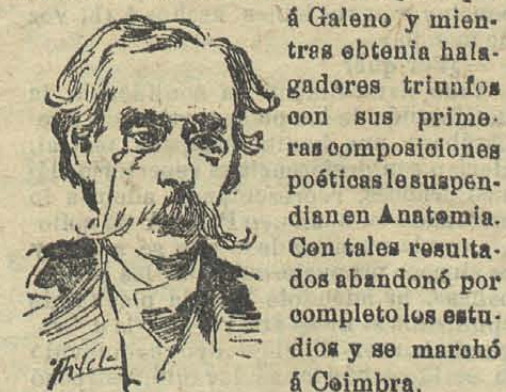 á Galeno y mien-
tras obtenia hala-
gadores triunfos
con sus prime-
ras composiciones
poéticas le suspen-
dian en Anatomia.
Con tales resulta-
dos abandonó por
completo los estu-
dios y se marchó
á Coimbra.